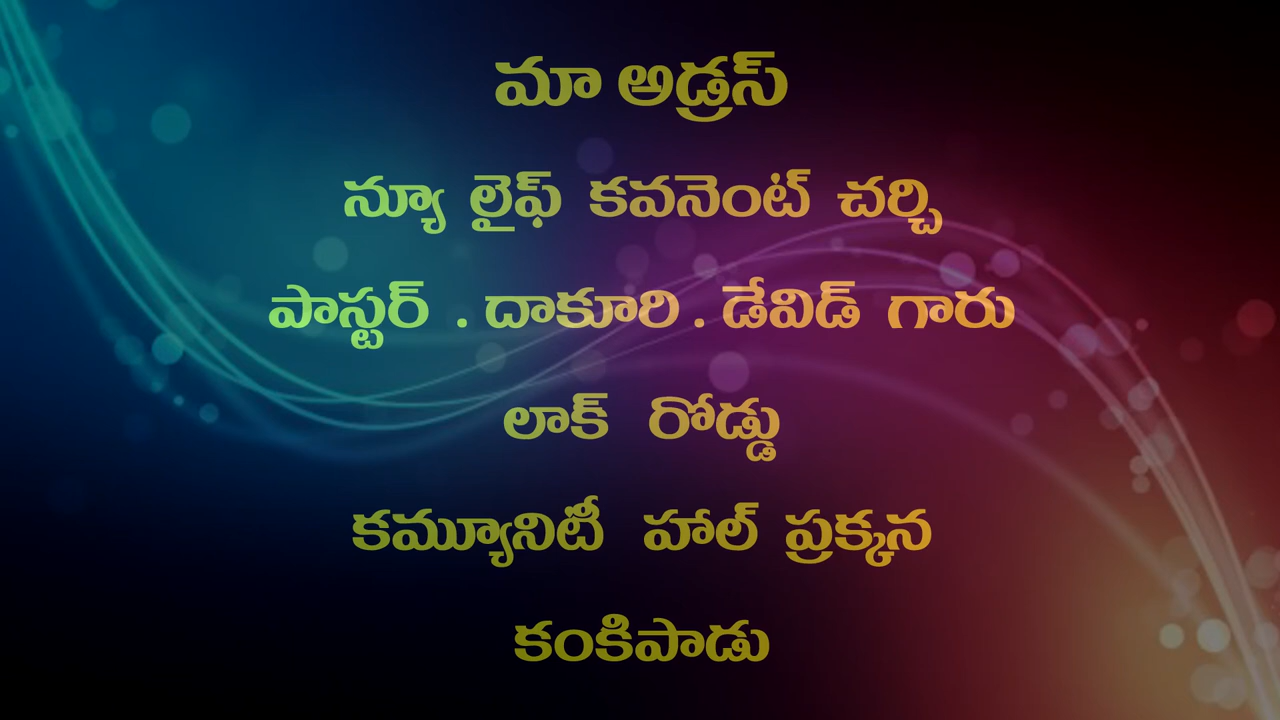 మా అడ్రస్
న్యూ లైఫ్ కవనెంట్ చర్చి
పాస్టర్ . దాకూరి . డేవిడ్ గారు
లాక్ రోడ్డు
కమ్యూనిటీ హాల్ ప్రక్కన
కంకిపాడు